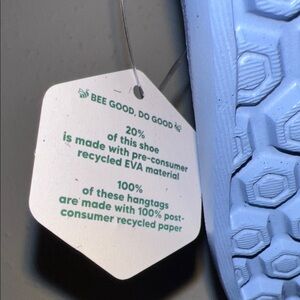 BEE GOOD, DO GOOD
20%
of this shoe
is made with pre-consumer
recycled EVA material
100%
of these hangtags
are made with 100% post-
consumer recycled paper